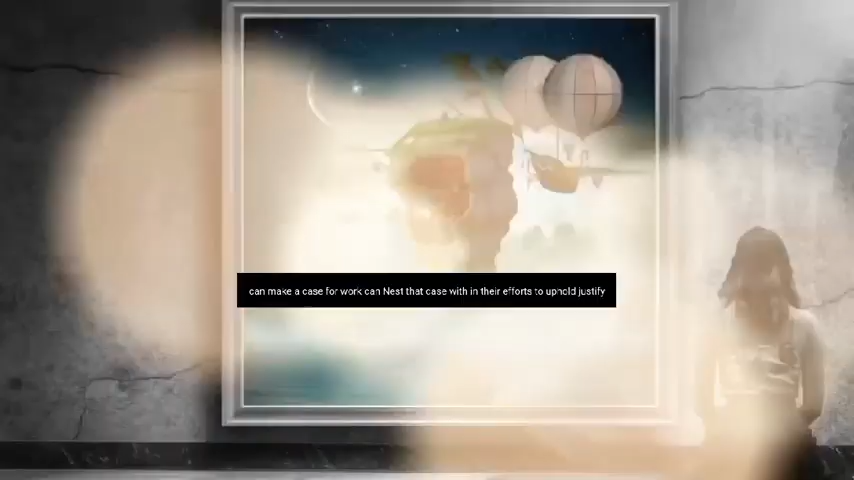 can make a case for work can Nest that case with in their efforts to uphold justify